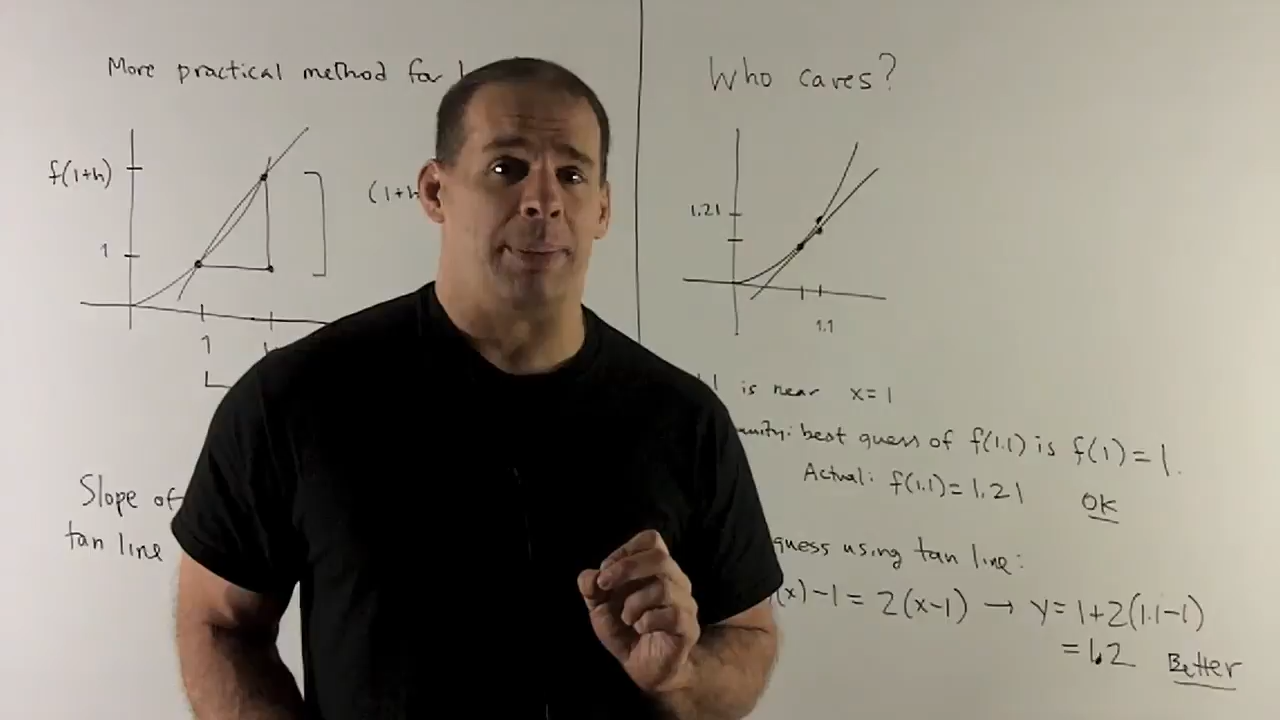 More practical method for
f(1+h)
1
(1+h
1
Slope of
tan line
Who cares?
1.21
1.1
is near x=1
best guess of f(1.1) is f(1)=1.
Actual: f(1.1)=1.21 OK
guess using tan line:
(x)-1=2(x-1) → y=1+2(1.1-1)
=1.2 Better